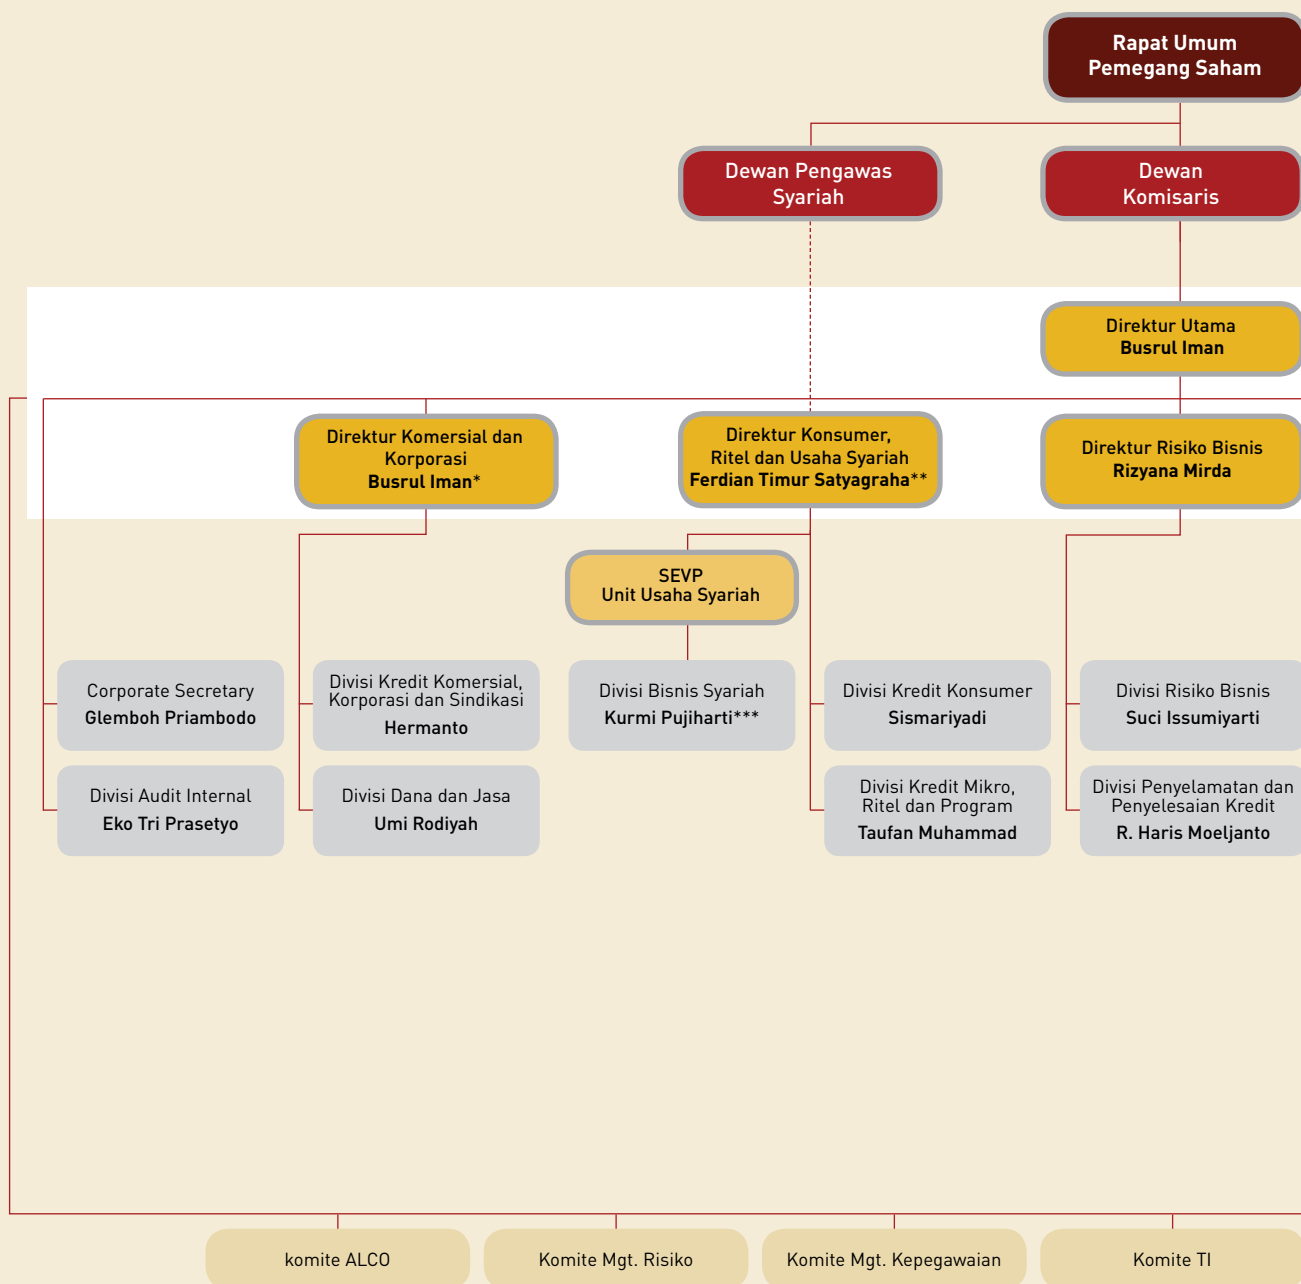 Rapat Umum
Pemegang Saham
Dewan Pengawas
Syariah
Dewan
Komisaris
Direktur Utama
Busrul Iman
Direktur Komersial dan
Korporasi
Busrul Iman*
Direktur Konsumer,
Ritel dan Usaha Syariah
Ferdian Timur Satyagraha**
Direktur Risiko Bisnis
Rizyana Mirda
SEVP
Unit Usaha Syariah
Corporate Secretary
Glemboh Priambodo
Divisi Kredit Komersial,
Korporasi dan Sindikasi
Hermanto
Divisi Bisnis Syariah
Kurmi Pujiharti***
Divisi Kredit Konsumer
Sismariyadi
Divisi Risiko Bisnis
Suci Issumiyarti
Divisi Audit Internal
Eko Tri Prasetyo
Divisi Dana dan Jasa
Umi Rodiyah
Divisi Kredit Mikro,
Ritel dan Program
Taufan Muhammad
Divisi Penyelamatan dan
Penyelesaian Kredit
R. Haris Moeljanto
komite ALCO
Komite Mgt. Risiko
Komite Mgt. Kepegawaian
Komite TI